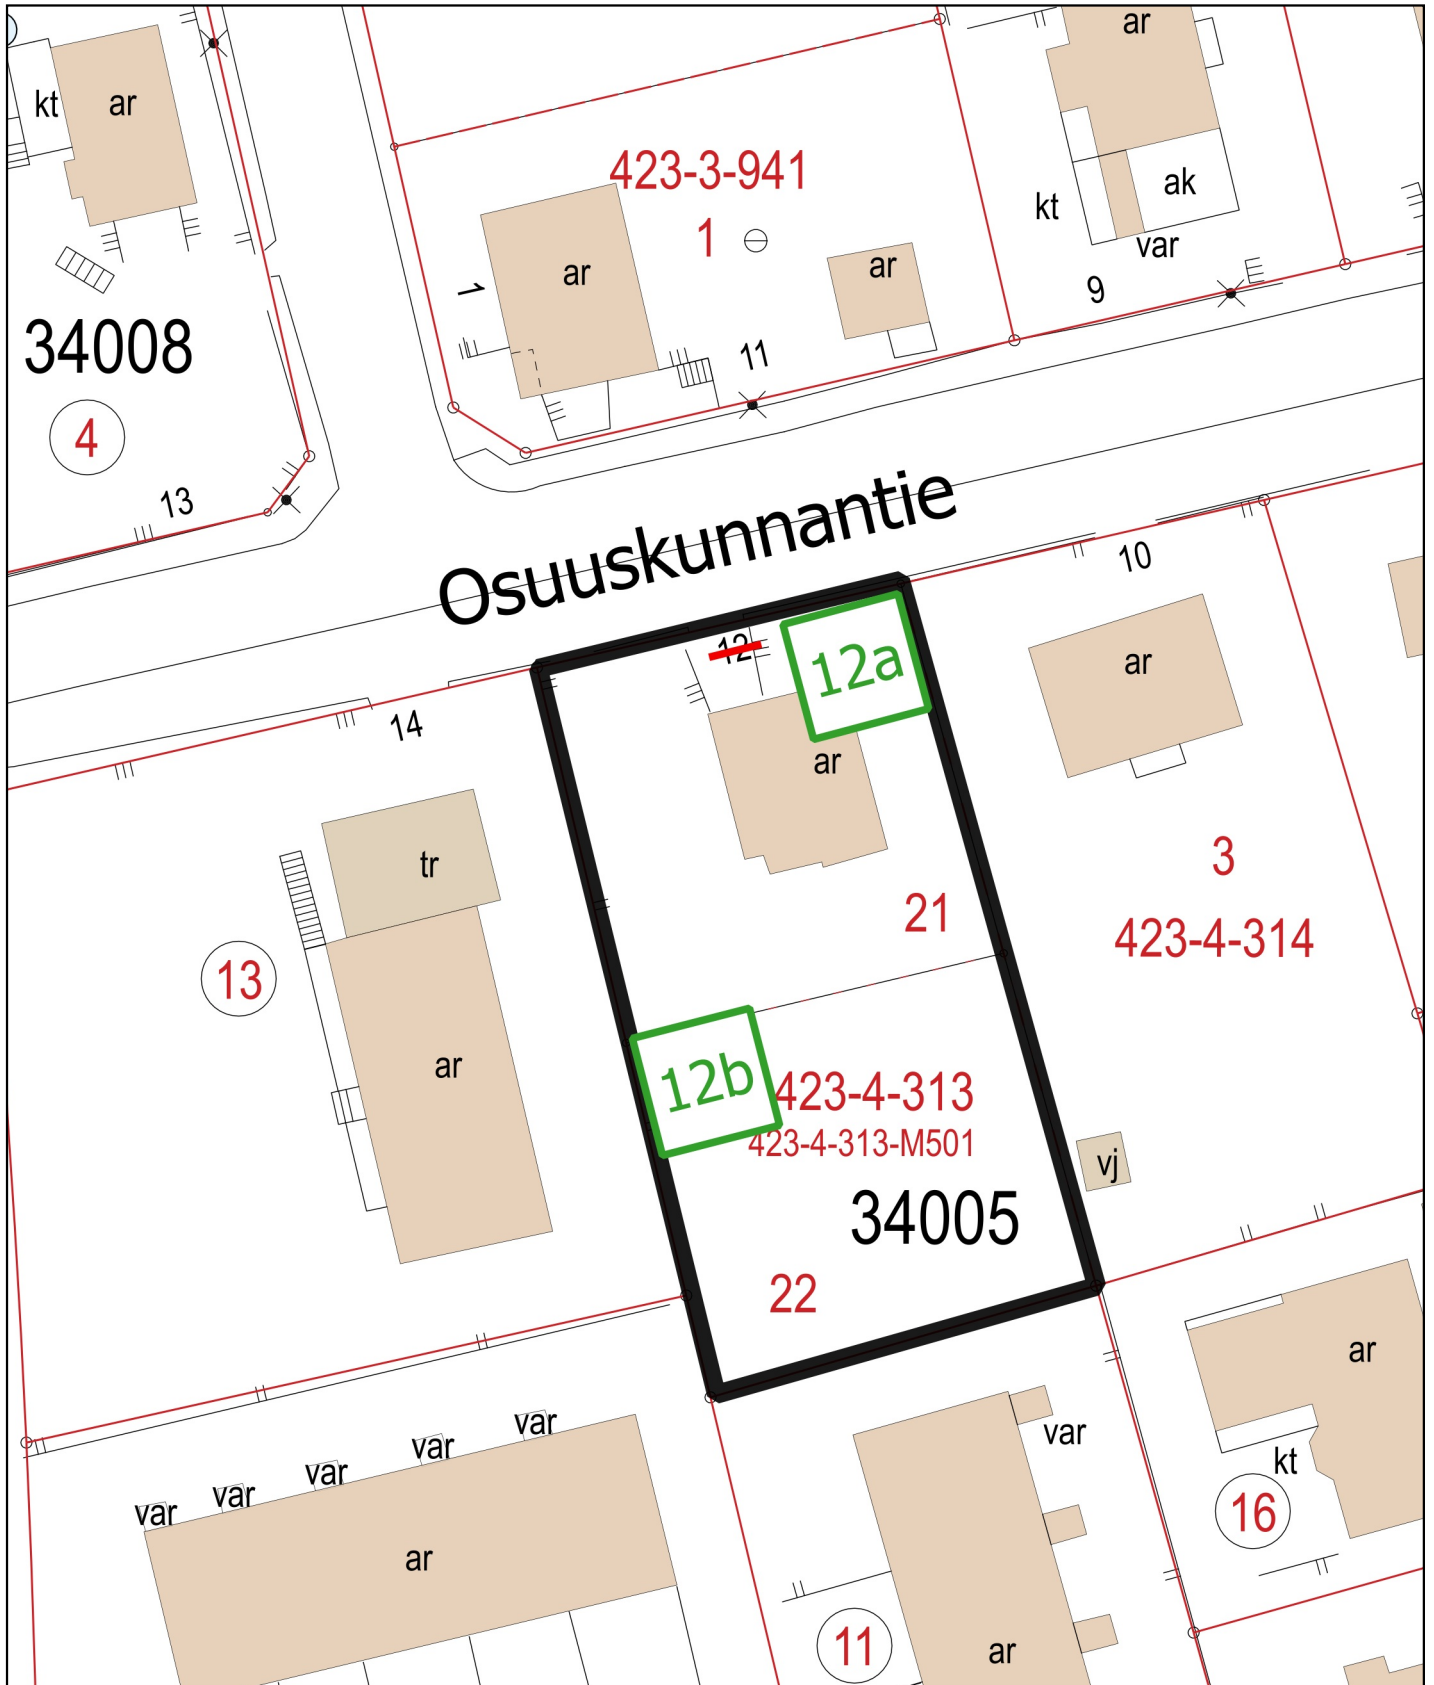 ar
kt
ar
423-3-941
ak
kt
1
var
ar
ar
1
9
34008
11
4
13
Osuuskunnantie
10
12
12a
ar
14
ar
3
tr
21
423-4-314
13
ar
12b
423-4-313
423-4-313-M501
vj
34005
22
ar
var
var
var
var
var
var
kt
16
ar
11
ar